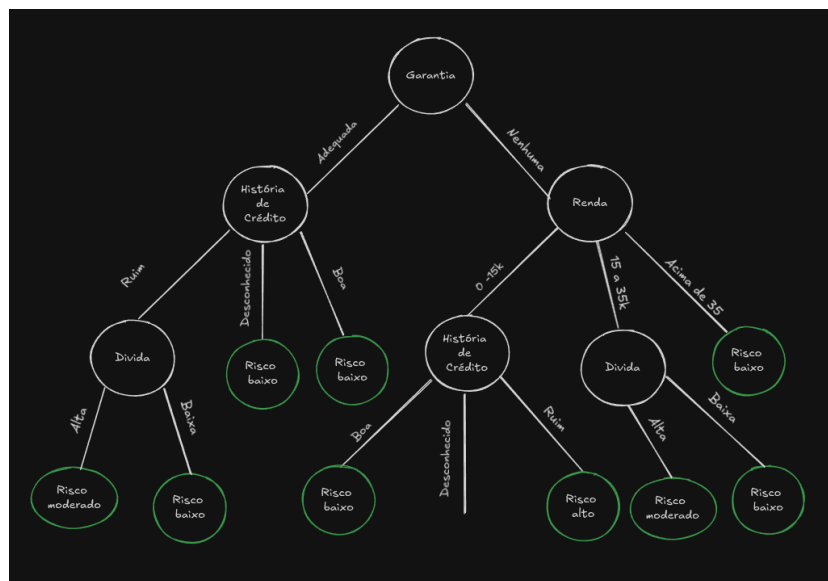 Garantia
Adequada
Nenhuma
História
de
Crédito
Renda
Ruim
Desconhecido
Boa
0 -15k
15 a 35k
Acima de 35
Divida
Risco
baixo
Risco
baixo
História
de
Crédito
Divida
Risco
baixo
Alta
Baixa
Boa
Desconhecido
Ruim
Alta
Baixa
Risco
moderado
Risco
baixo
Risco
baixo
Risco
alto
Risco
moderado
Risco
baixo